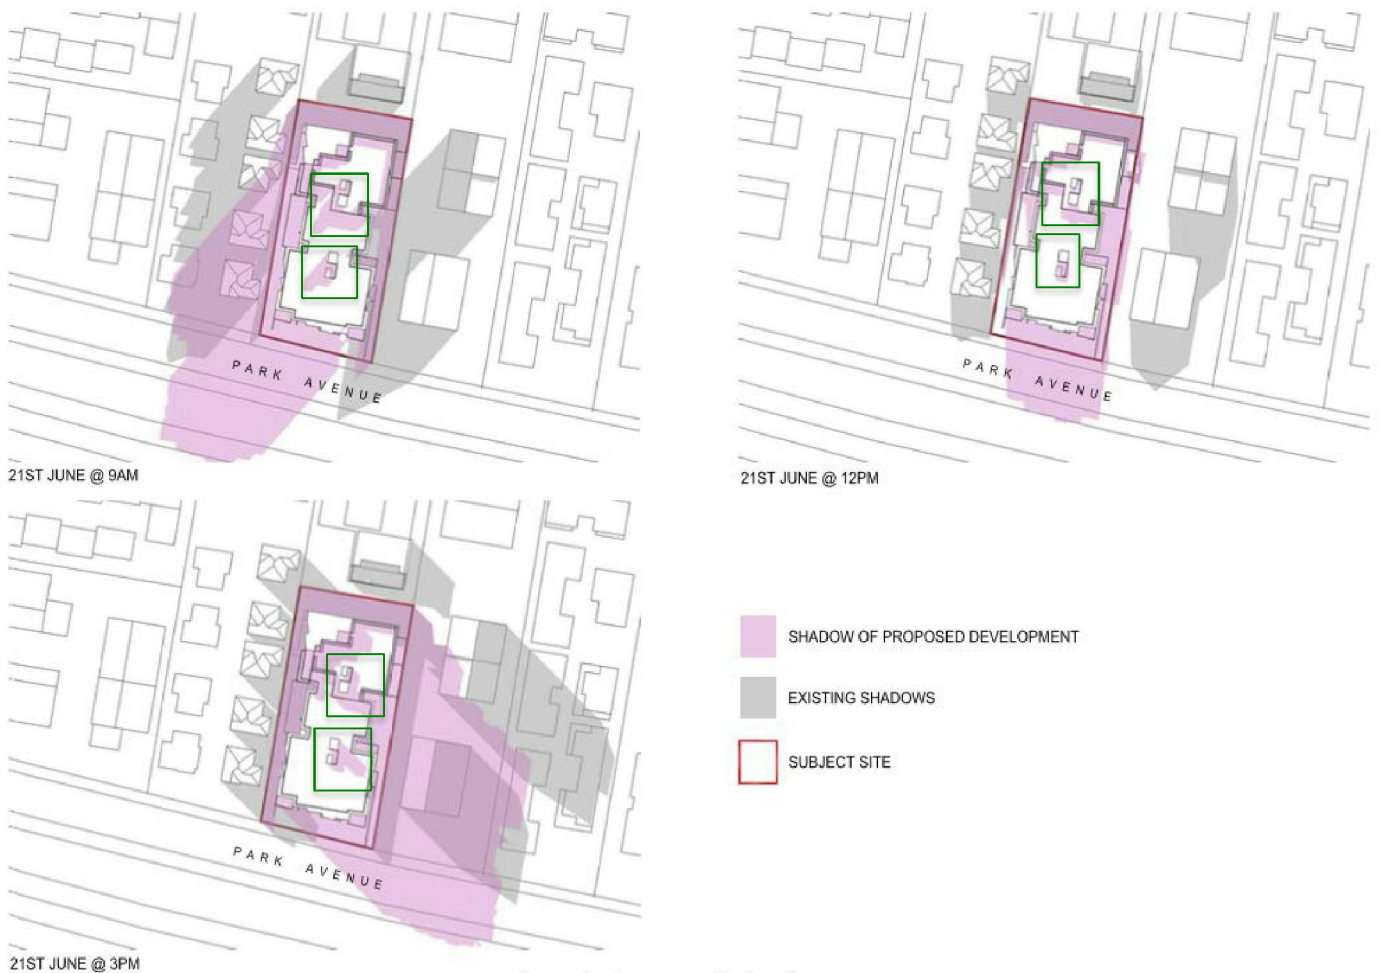 PARK AVENUE
21ST JUNE @ 9AM
PARK AVENUE
21ST JUNE @ 12PM
PARK AVENUE
21ST JUNE @ 3PM
SHADOW OF PROPOSED DEVELOPMENT
EXISTING SHADOWS
SUBJECT SITE